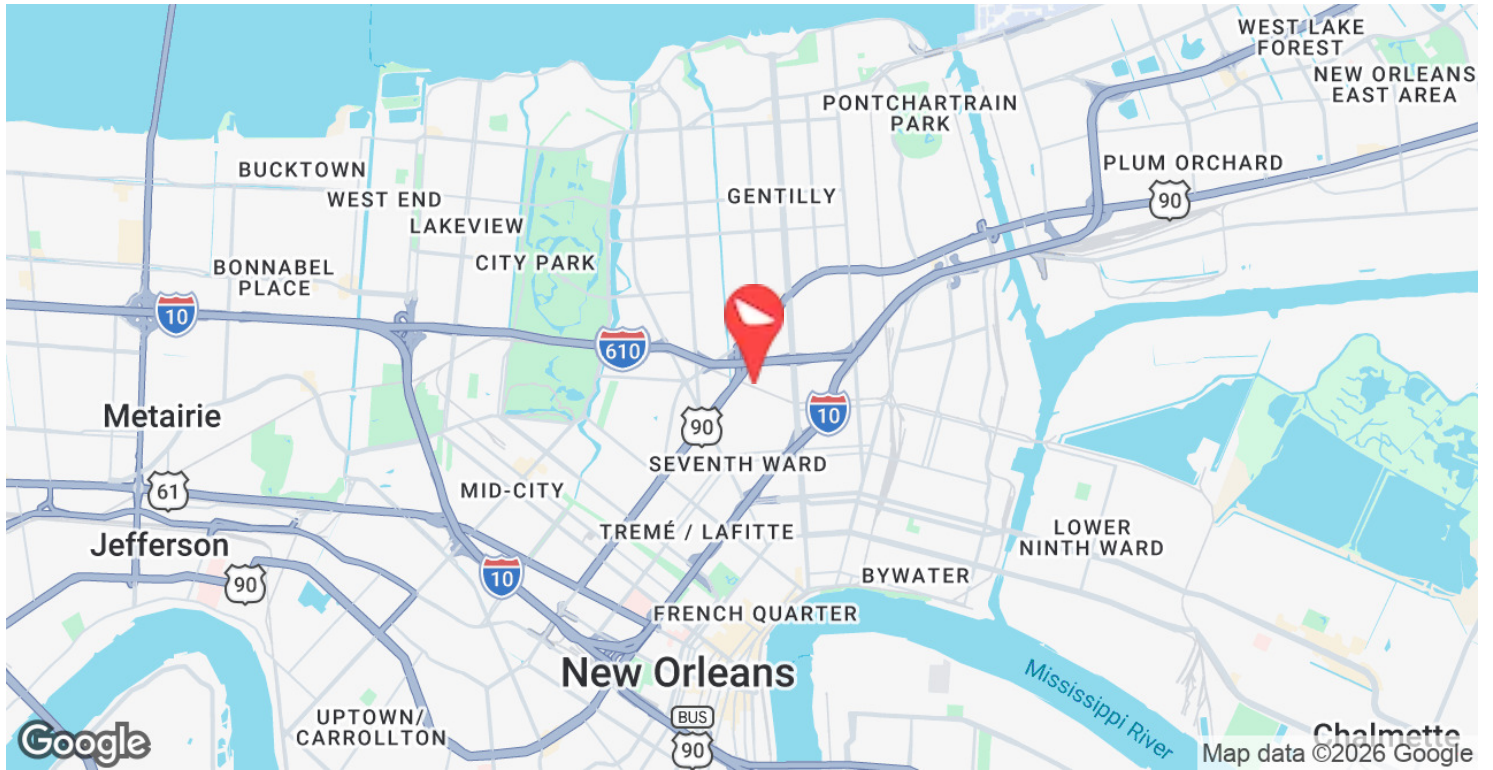 WEST LAKE
FOREST
NEW ORLEANS
EAST AREA
PONTCHARTRAIN
PARK
PLUM ORCHARD
BUCKTOWN
WEST END
GENTILLY
90
LAKEVIEW
CITY PARK
BONNABEL
PLACE
10
610
Metairie
90
10
SEVENTH WARD
61
MID-CITY
TREMÉ / LAFITTE
LOWER
NINTH WARD
Jefferson
90
10
BYWATER
FRENCH QUARTER
New Orleans
Mississippi River
UPTOWN/
CARROLLTON
BUS
90
Chalmette
Google
Map data ©2026 Google